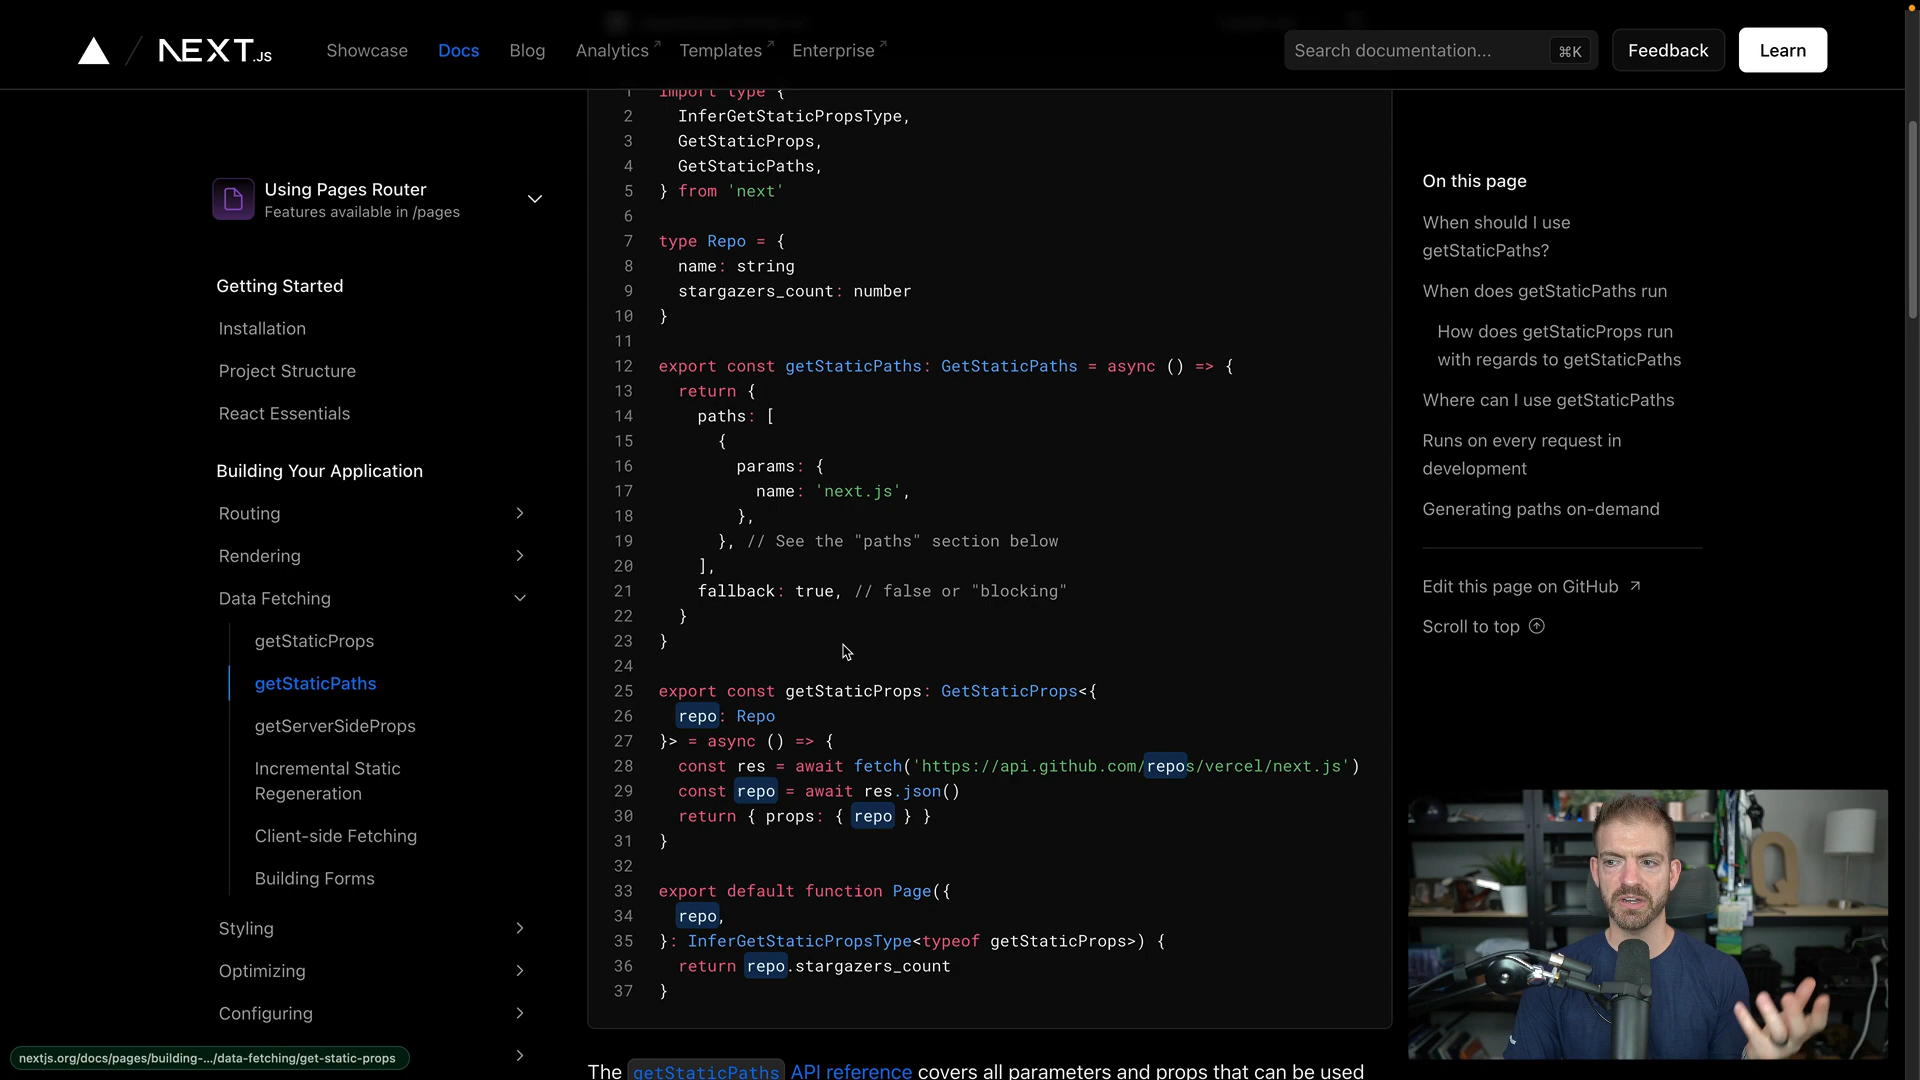 NEXT.JS
Showcase
Docs
Blog
Analytics
Templates
Enterprise
Search documentation...
⌘K
Feedback
Learn
Using Pages Router
Features available in /pages
Getting Started
Installation
Project Structure
React Essentials
Building Your Application
Routing
Rendering
Data Fetching
getStaticProps
getStaticPaths
getServerSideProps
Incremental Static
Regeneration
Client-side Fetching
Building Forms
Styling
Optimizing
Configuring
nextjs.org/docs/pages/building-.../data-fetching/get-static-props
1 import type {
2 InferGetStaticPropsType,
3 GetStaticProps,
4 GetStaticPaths,
5 } from 'next'
6
7 type Repo = {
8 name: string
9 stargazers_count: number
10 }
11
12 export const getStaticPaths: GetStaticPaths = async () => {
13 return {
14 paths: [
15 {
16 params: {
17 name: 'next.js',
18 },
19 }, // See the "paths" section below
20 ],
21 fallback: true, // false or "blocking"
22 }
23 }
24
25 export const getStaticProps: GetStaticProps<{
26 repo: Repo
27 }> = async () => {
28 const res = await fetch('https://api.github.com/repos/vercel/next.js')
29 const repo = await res.json()
30 return { props: { repo } }
31 }
32
33 export default function Page({
34 repo,
35 }: InferGetStaticPropsType<typeof getStaticProps>) {
36 return repo.stargazers_count
37 }
The getStaticPaths API reference covers all parameters and props that can be used
On this page
When should I use
getStaticPaths?
When does getStaticPaths run
How does getStaticProps run
with regards to getStaticPaths
Where can I use getStaticPaths
Runs on every request in
development
Generating paths on-demand
Edit this page on GitHub
Scroll to top